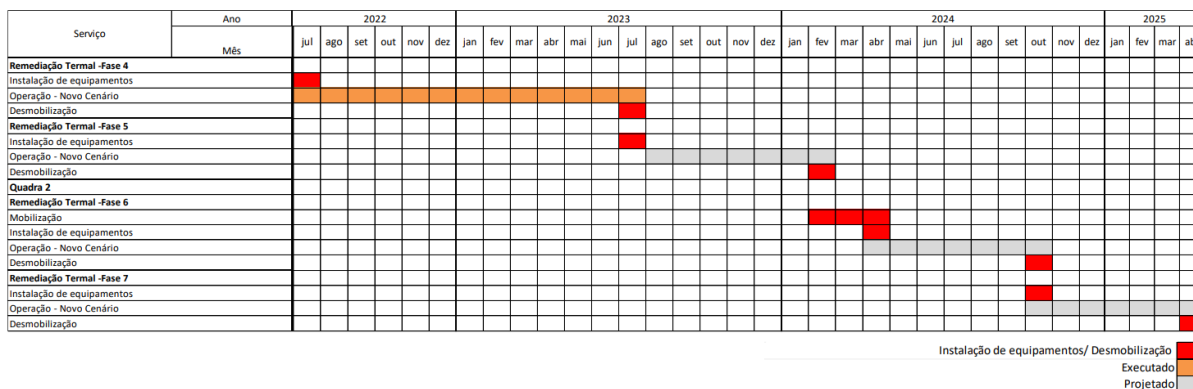 Serviço Ano 2022 2023 2024 2025
Mês jul ago set out nov dez jan fev mar abr mai jun jul ago set out nov dez jan fev mar abr mai jun jul ago set out nov dez jan fev mar
Remediação Termal -Fase 4
Instalação de equipamentos
Operação - Novo Cenário
Desmobilização
Remediação Termal -Fase 5
Instalação de equipamentos
Operação - Novo Cenário
Desmobilização
Quadra 2
Remediação Termal -Fase 6
Mobilização
Instalação de equipamentos
Operação - Novo Cenário
Desmobilização
Remediação Termal -Fase 7
Instalação de equipamentos
Operação - Novo Cenário
Desmobilização
Instalação de equipamentos/ Desmobilização
Executado
Projetado